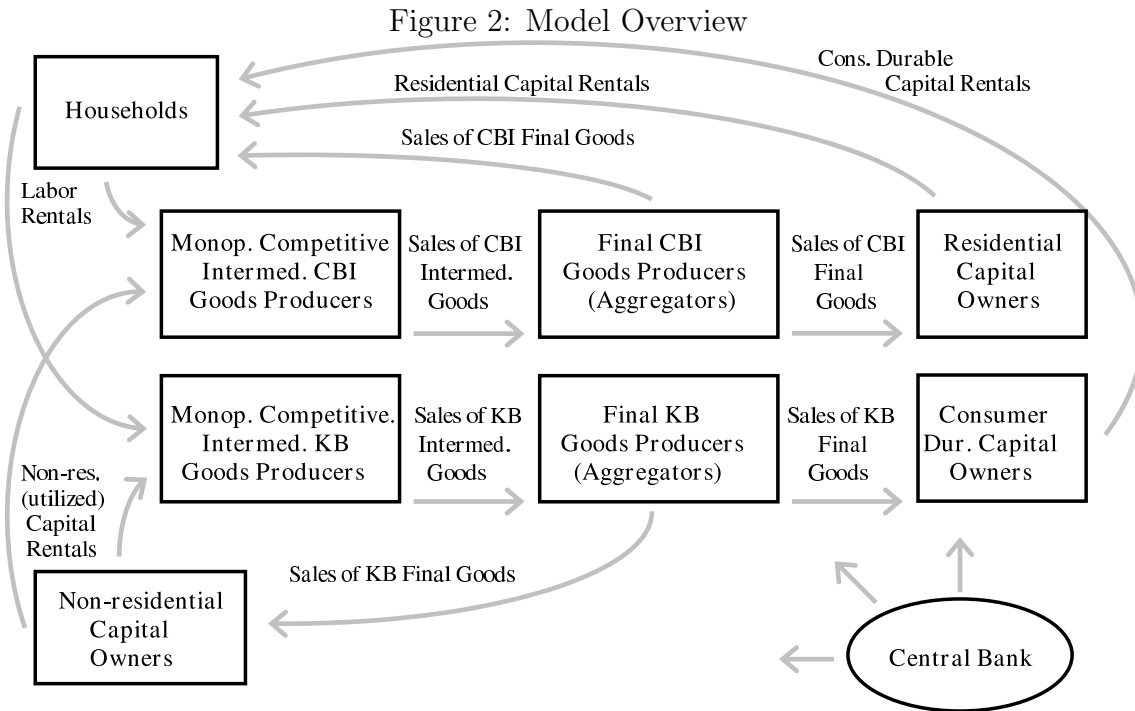 Figure 2: Model Overview
Cons. Durable
Capital Rentals
Residential Capital Rentals
Households
Sales of CBI Final Goods
Labor
Rentals
Monop. Competitive
Intermed. CBI
Goods Producers
Sales of CBI
Intermed.
Goods
Final CBI
Goods Producers
(Aggregators)
Sales of CBI
Final
Goods
Residential
Capital
Owners
Monop. Competitive.
Intermed. KB
Goods Producers
Sales of KB
Intermed.
Goods
Final KB
Goods Producers
(Aggregators)
Sales of KB
Final
Goods
Consumer
Dur. Capital
Owners
Non-res.
(utilized)
Capital
Rentals
Sales of KB Final Goods
Non-residential
Capital
Owners
Central Bank